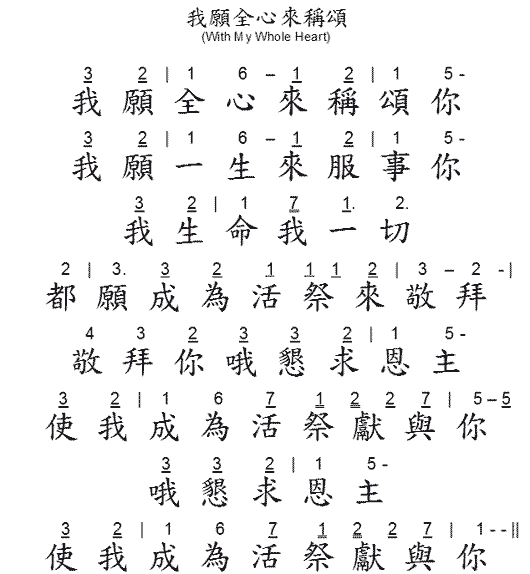 我願全心來稱頌
(With My Whole Heart)
3 2 | 1 6 – 1 2 | 1 5 -
我願全心來稱頌你
3 2 | 1 6 – 1 2 | 1 5 -
我願一生來服事你
3 2 | 1 7 1. 2.
我生命我一切
2 | 3. 3 2 1 1 1 2 | 3 – 2 -|
都願成為活祭來敬拜
4 3 2 3 3 2 | 1 5 -
敬拜你哦懇求恩主
3 2 | 1 6 7 1 2 2 7 | 5 – 5
使我成為活祭獻與你
3 3 2 | 1 5 -
哦懇求恩主
3 2 | 1 6 7 1 2 2 7 | 1 - - ||
使我成為活祭獻與你